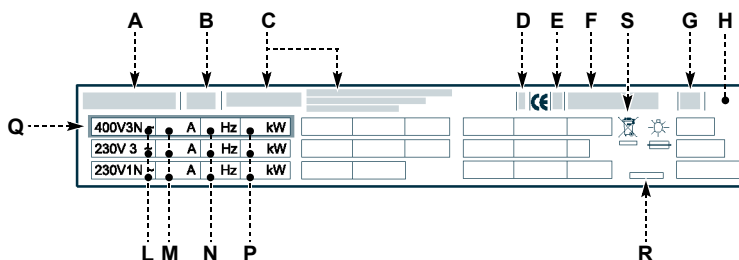 A B C D E F S G H
CE
Q
400V3N ~ A Hz kW
230V 3 ~ A Hz kW
230V1N ~ A Hz kW
L M N P R